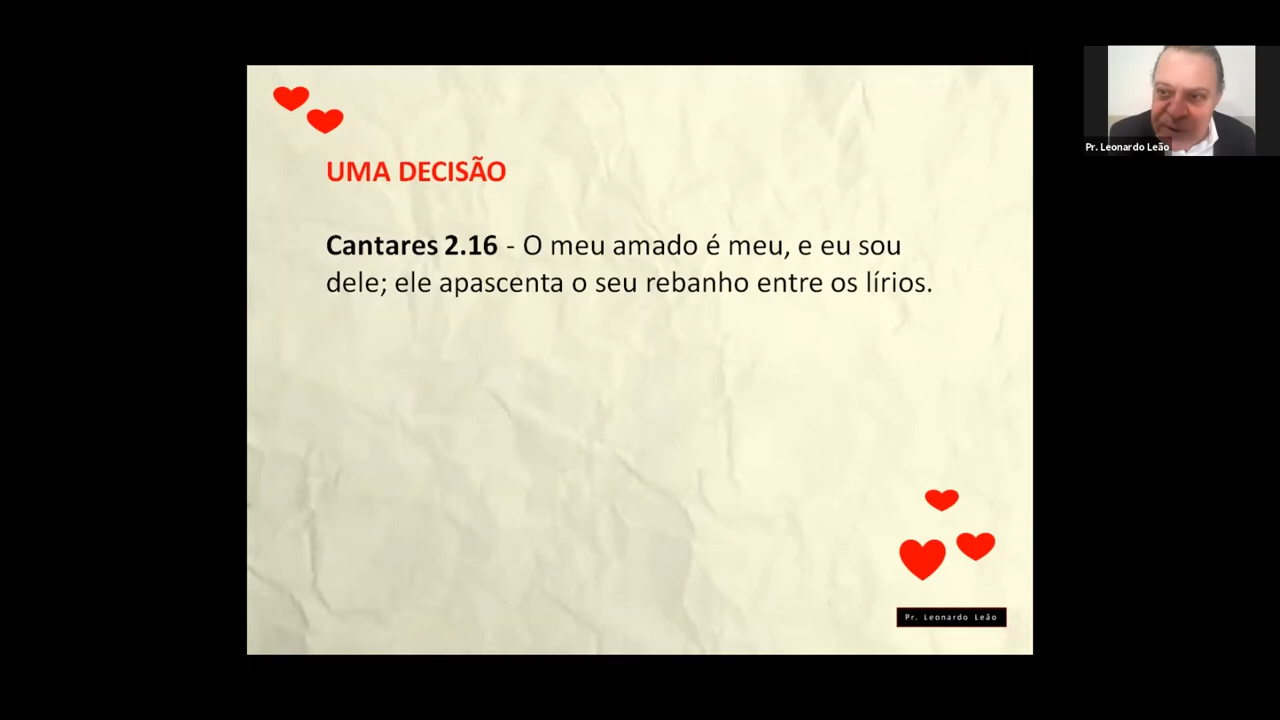 UMA DECISÃO
Cantares 2.16 - O meu amado é meu, e eu sou
dele; ele apascenta o seu rebanho entre os lírios.
Pr. Leonardo Leão
Pr. Leonardo Leão